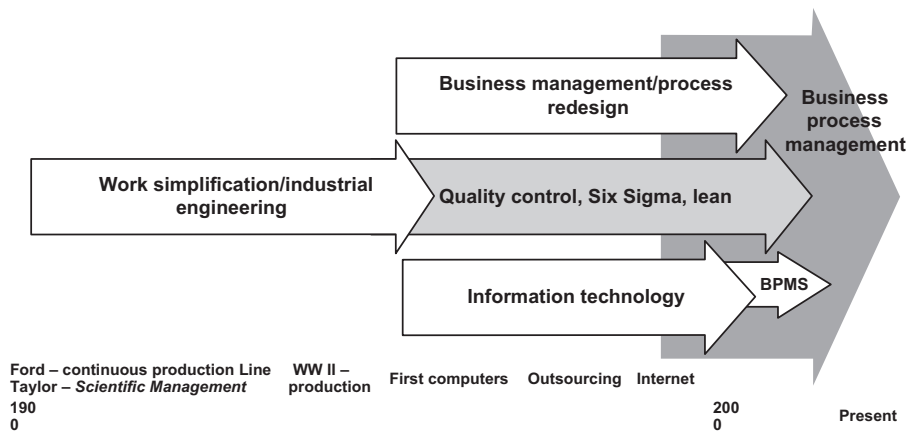 Business management/process
redesign
Business
process
management
Work simplification/industrial
engineering
Quality control, Six Sigma, lean
Information technology
BPMS
Ford – continuous production Line
Taylor – Scientific Management
WW II –
production
First computers
Outsourcing
Internet
190
0
200
0
Present